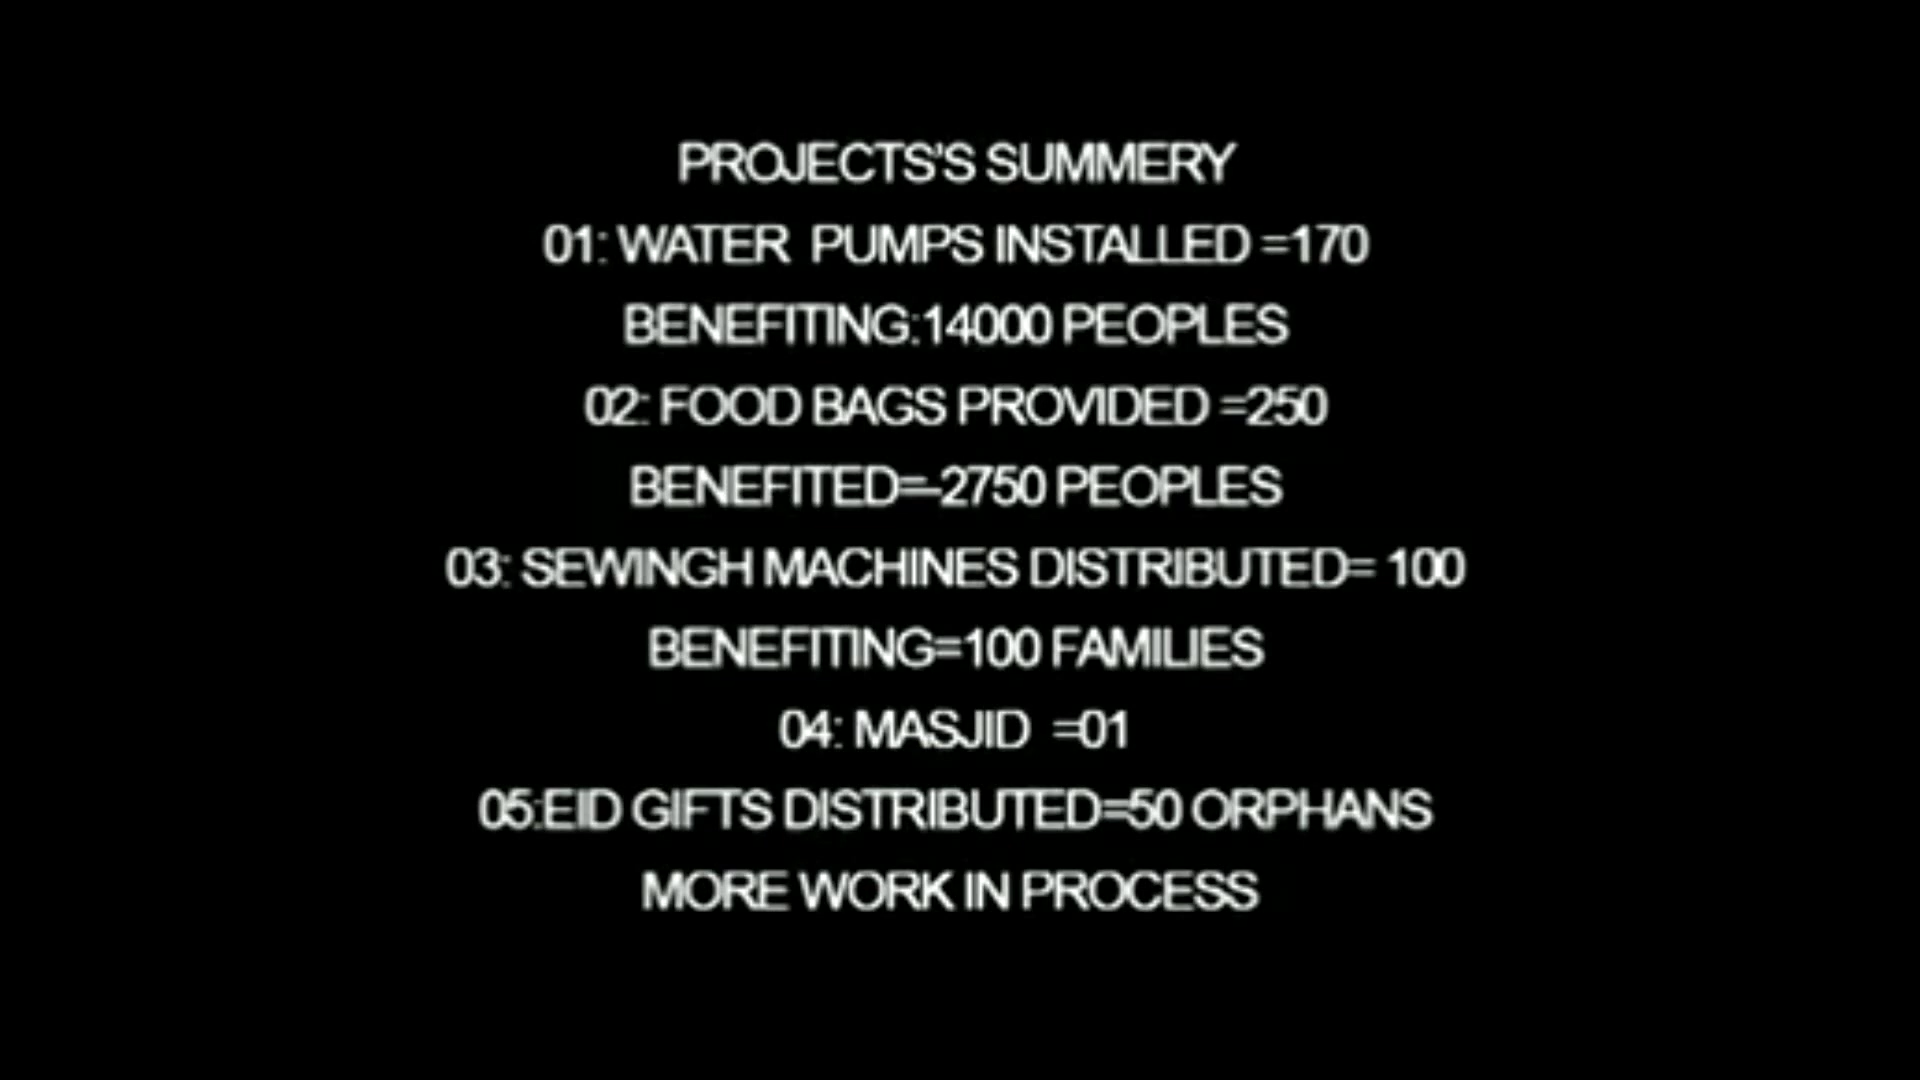 PROJECTS'S SUMMERY
01: WATER  PUMPS INSTALLED =170
BENEFITING:14000 PEOPLES
02: FOOD BAGS PROVIDED =250
BENEFITED=-2750 PEOPLES
03: SEWINGH MACHINES DISTRIBUTED= 100
BENEFITING=100 FAMILIES
04: MASJID  =01
05:EID GIFTS DISTRIBUTED=50 ORPHANS
MORE WORK IN PROCESS